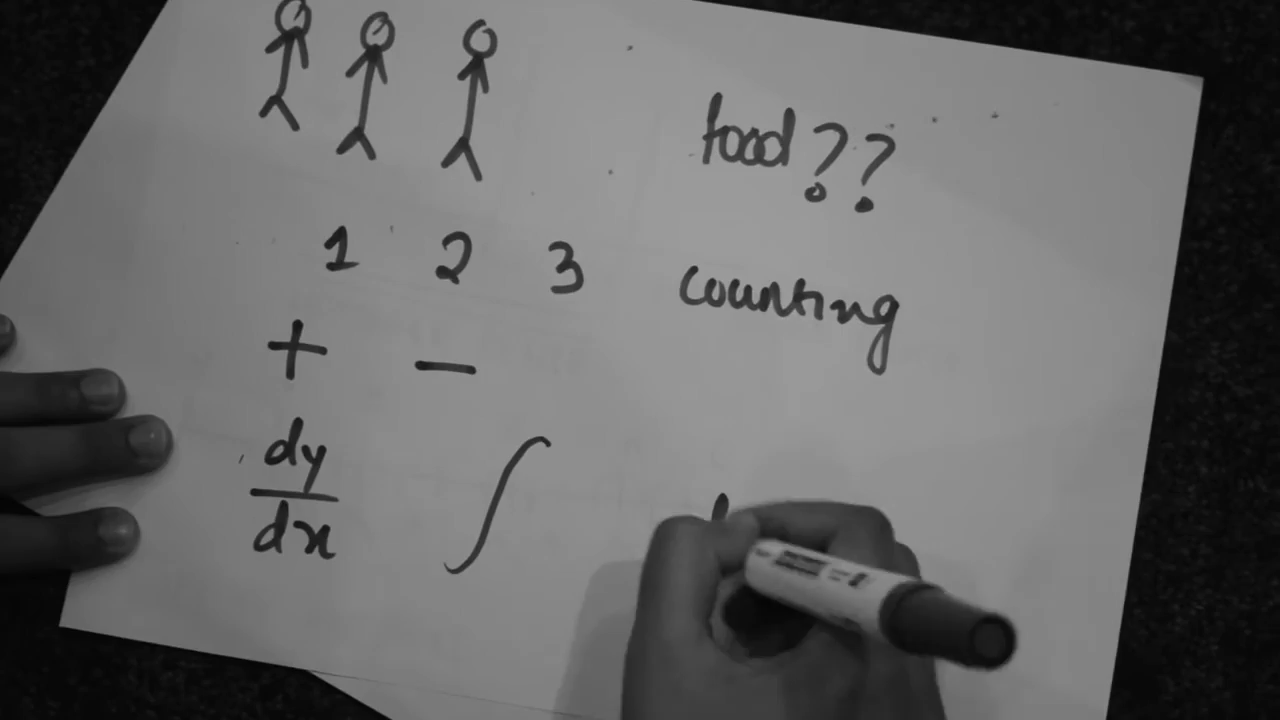 food??
1 2 3 counting
+ −
dy/dx ∫